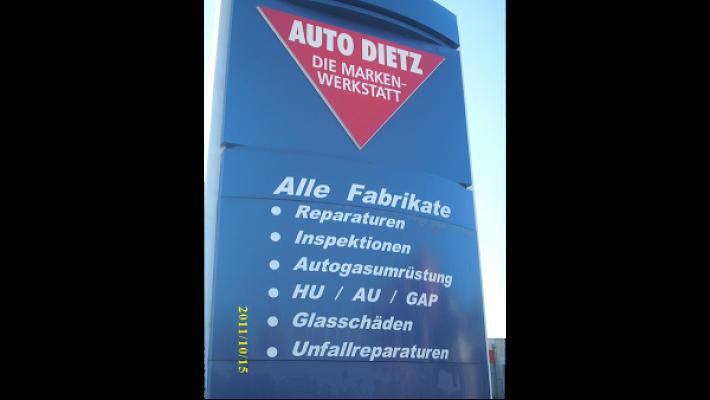 AUTO DIETZ
DIE MARKEN-
WERKSTATT
Alle Fabrikate
• Reparaturen
• Inspektionen
• Autogasumrüstung
• HU / AU / GAP
• Glasschäden
• Unfallreparaturen
2011/10/15